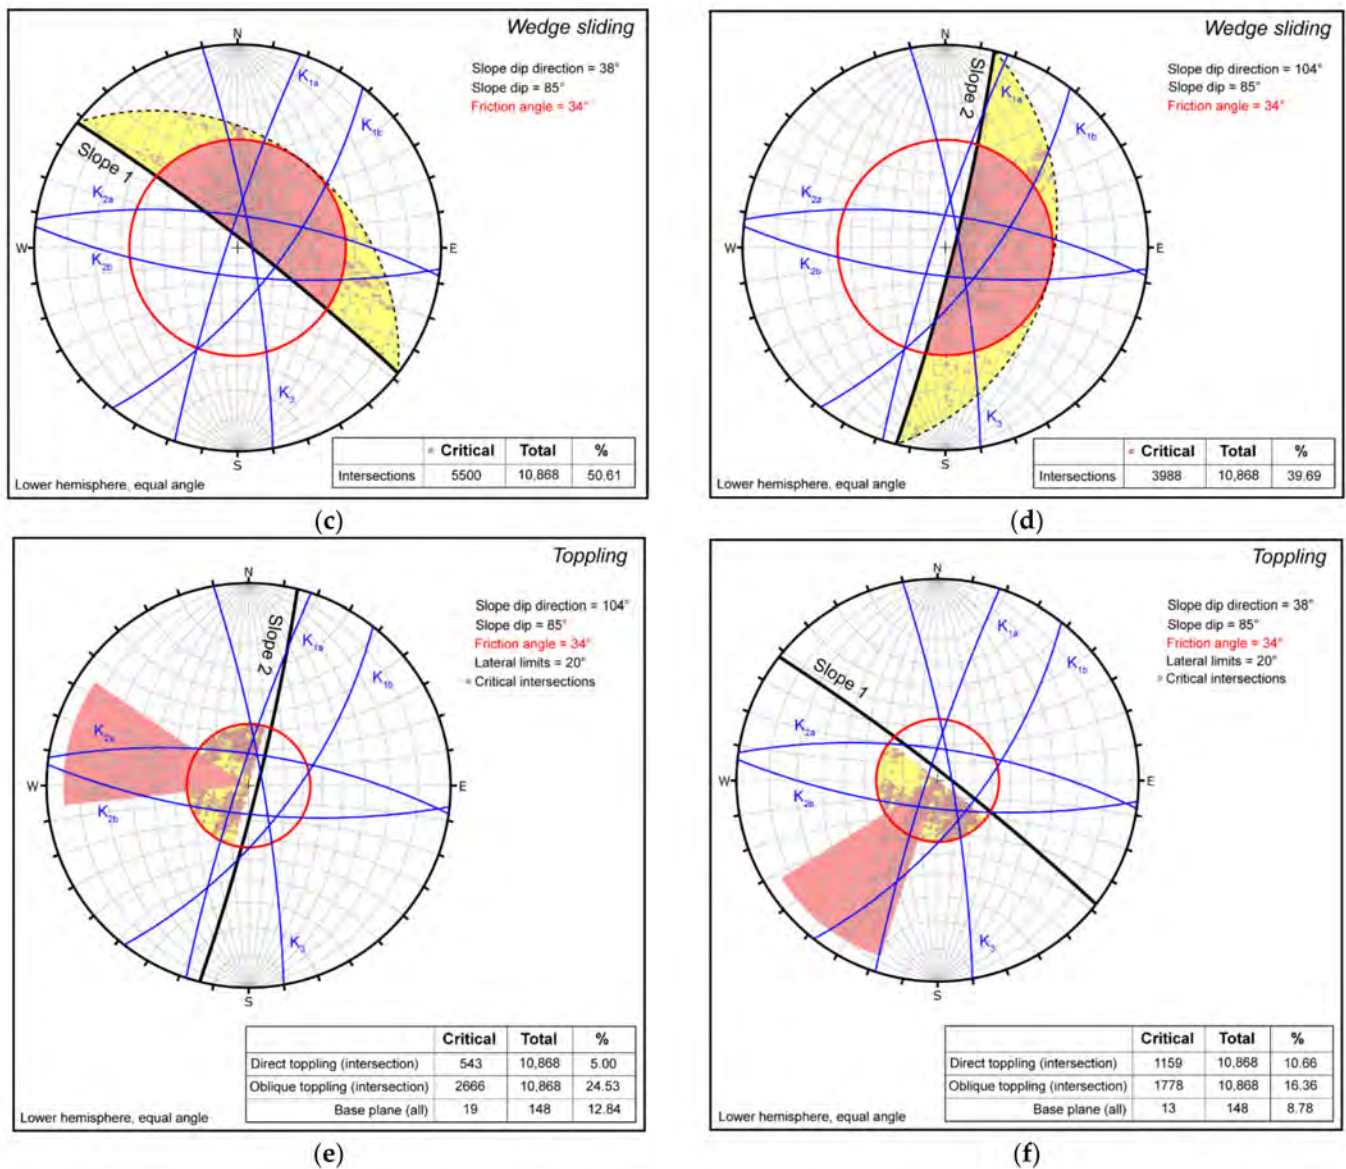 Wedge sliding
N
Slope dip direction = 38°
Slope dip = 85°
Friction angle = 34°
K1a
K1b
Slope 1
K2a
W
E
K2b
K3
S
Critical Total %
Intersections 5500 10,868 50.61
Lower hemisphere, equal angle
(c)
Wedge sliding
N
Slope dip direction = 104°
Slope dip = 85°
Friction angle = 34°
Slope 2
K1a
K1b
K2a
W
E
K2b
K3
S
Critical Total %
Intersections 3988 10,868 39.69
Lower hemisphere, equal angle
(d)
Toppling
N
Slope dip direction = 104°
Slope dip = 85°
Friction angle = 34°
Lateral limits = 20°
Critical intersections
Slope 2
K1a
K1b
K2a
W
E
K2b
K3
S
Critical Total %
Direct toppling (intersection) 543 10,868 5.00
Oblique toppling (intersection) 2666 10,868 24.53
Base plane (all) 19 148 12.84
Lower hemisphere, equal angle
(e)
Toppling
N
Slope dip direction = 38°
Slope dip = 85°
Friction angle = 34°
Lateral limits = 20°
Critical intersections
K1a
K1b
Slope 1
K2a
W
E
K2b
K3
S
Critical Total %
Direct toppling (intersection) 1159 10,868 10.66
Oblique toppling (intersection) 1778 10,868 16.36
Base plane (all) 13 148 8.78
Lower hemisphere, equal angle
(f)